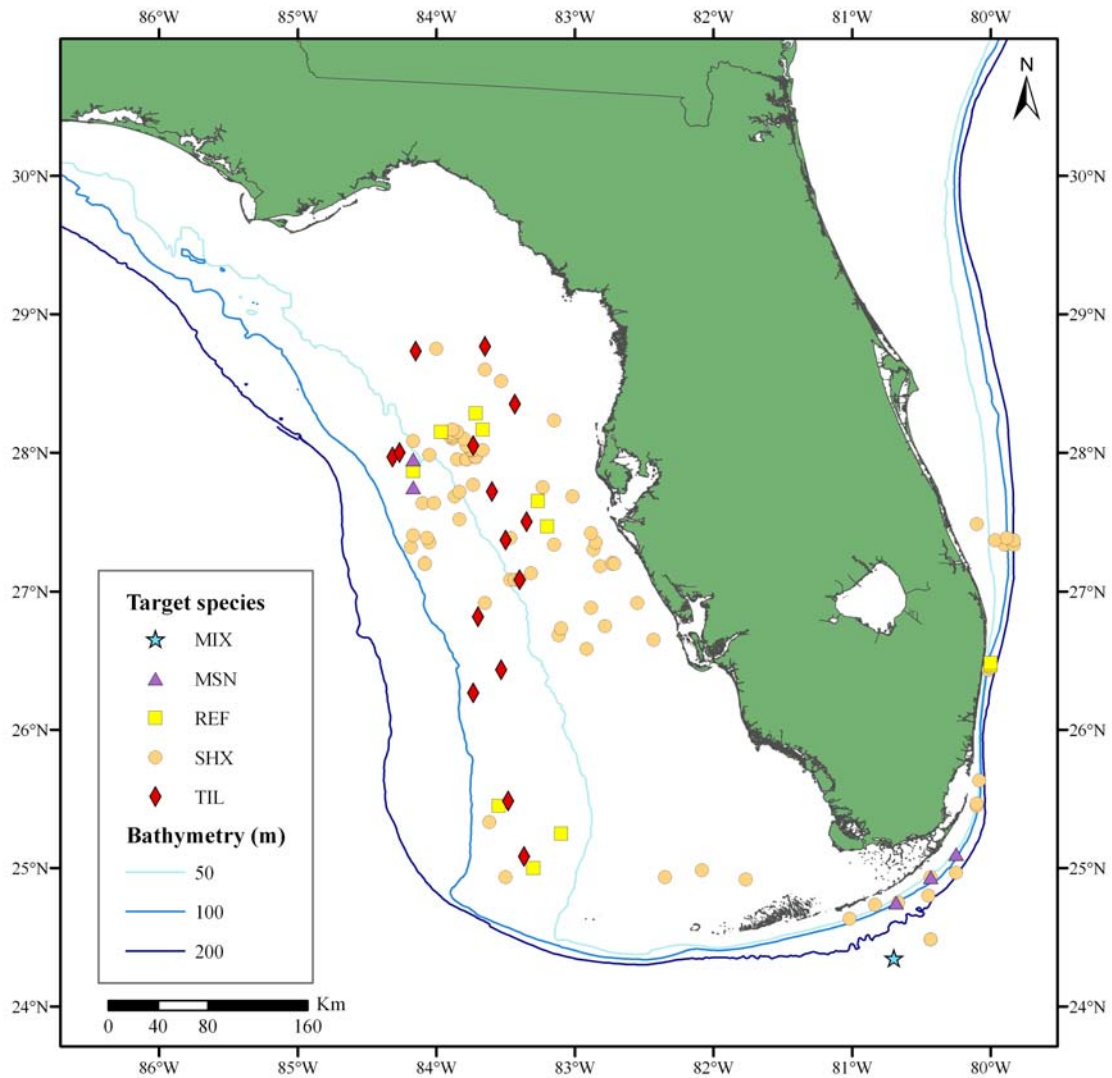 86°W 85°W 84°W 83°W 82°W 81°W 80°W
N
30°N 30°N
29°N 29°N
28°N 28°N
27°N 27°N
Target species
MIX
MSN
REF
26°N 26°N
SHX
TIL
Bathymetry (m)
50
25°N 25°N
100
200
Km
24°N 24°N
0 40 80 160
86°W 85°W 84°W 83°W 82°W 81°W 80°W